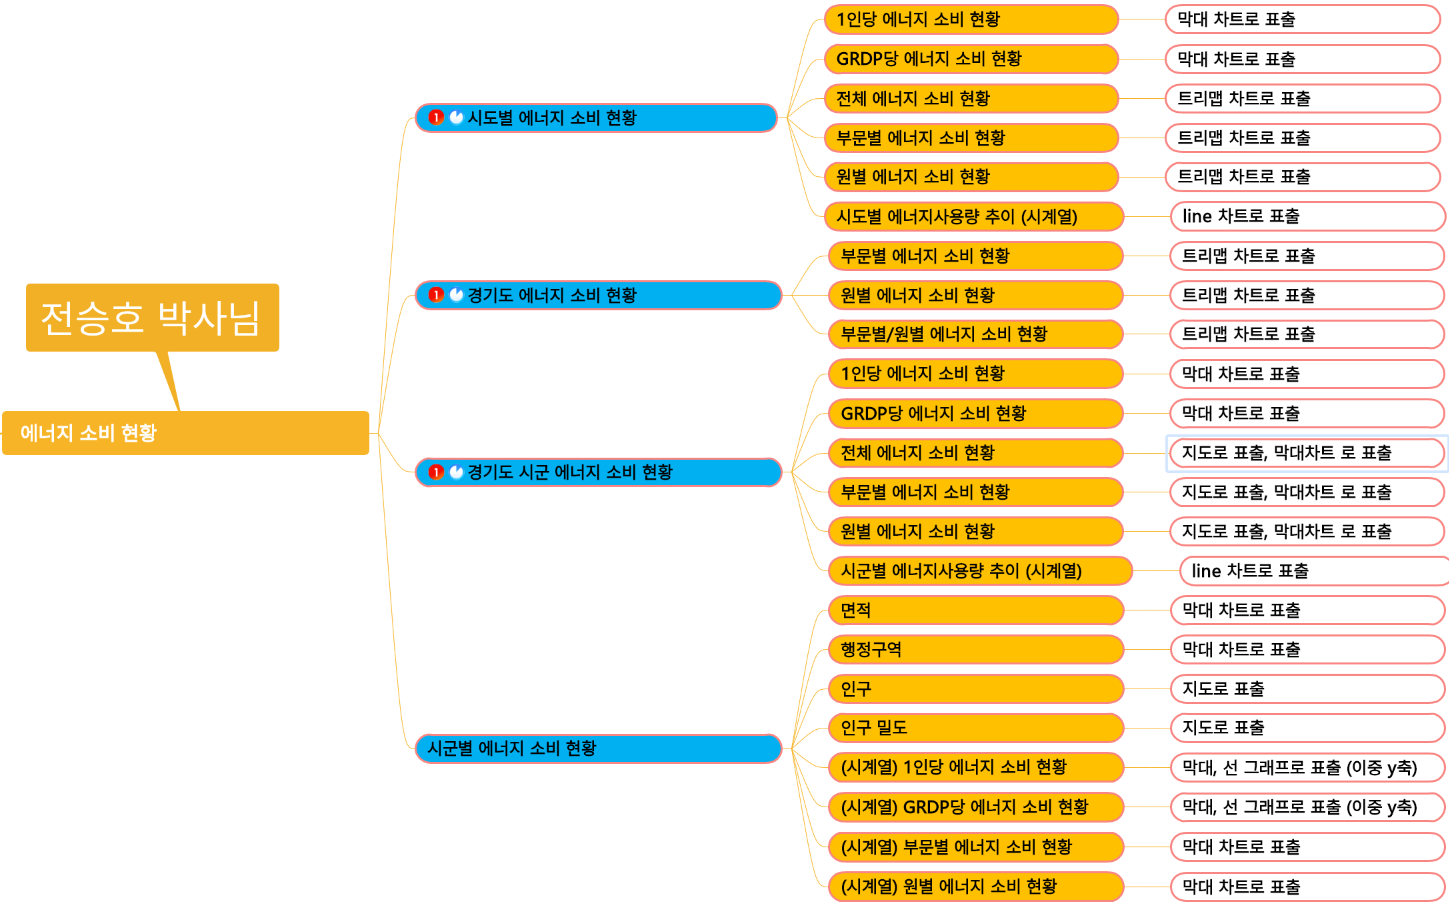 전승호 박사님
에너지 소비 현황
1 시도별 에너지 소비 현황
1인당 에너지 소비 현황
막대 차트로 표출
GRDP당 에너지 소비 현황
막대 차트로 표출
전체 에너지 소비 현황
트리맵 차트로 표출
부문별 에너지 소비 현황
트리맵 차트로 표출
원별 에너지 소비 현황
트리맵 차트로 표출
시도별 에너지사용량 추이 (시계열)
line 차트로 표출
1 경기도 에너지 소비 현황
부문별 에너지 소비 현황
트리맵 차트로 표출
원별 에너지 소비 현황
트리맵 차트로 표출
부문별/원별 에너지 소비 현황
트리맵 차트로 표출
1 경기도 시군 에너지 소비 현황
1인당 에너지 소비 현황
막대 차트로 표출
GRDP당 에너지 소비 현황
막대 차트로 표출
전체 에너지 소비 현황
지도로 표출, 막대차트 로 표출
부문별 에너지 소비 현황
지도로 표출, 막대차트 로 표출
원별 에너지 소비 현황
지도로 표출, 막대차트 로 표출
시군별 에너지사용량 추이 (시계열)
line 차트로 표출
시군별 에너지 소비 현황
면적
막대 차트로 표출
행정구역
막대 차트로 표출
인구
지도로 표출
인구 밀도
지도로 표출
(시계열) 1인당 에너지 소비 현황
막대, 선 그래프로 표출 (이중 y축)
(시계열) GRDP당 에너지 소비 현황
막대, 선 그래프로 표출 (이중 y축)
(시계열) 부문별 에너지 소비 현황
막대 차트로 표출
(시계열) 원별 에너지 소비 현황
막대 차트로 표출